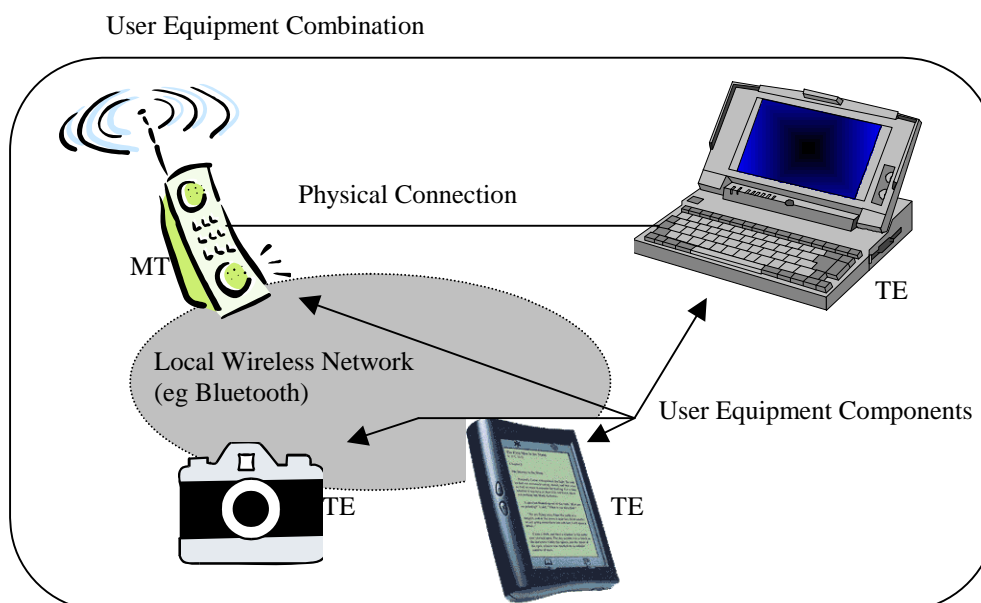 User Equipment Combination
Physical Connection
MT
TE
Local Wireless Network
(eg Bluetooth)
User Equipment Components
TE
TE